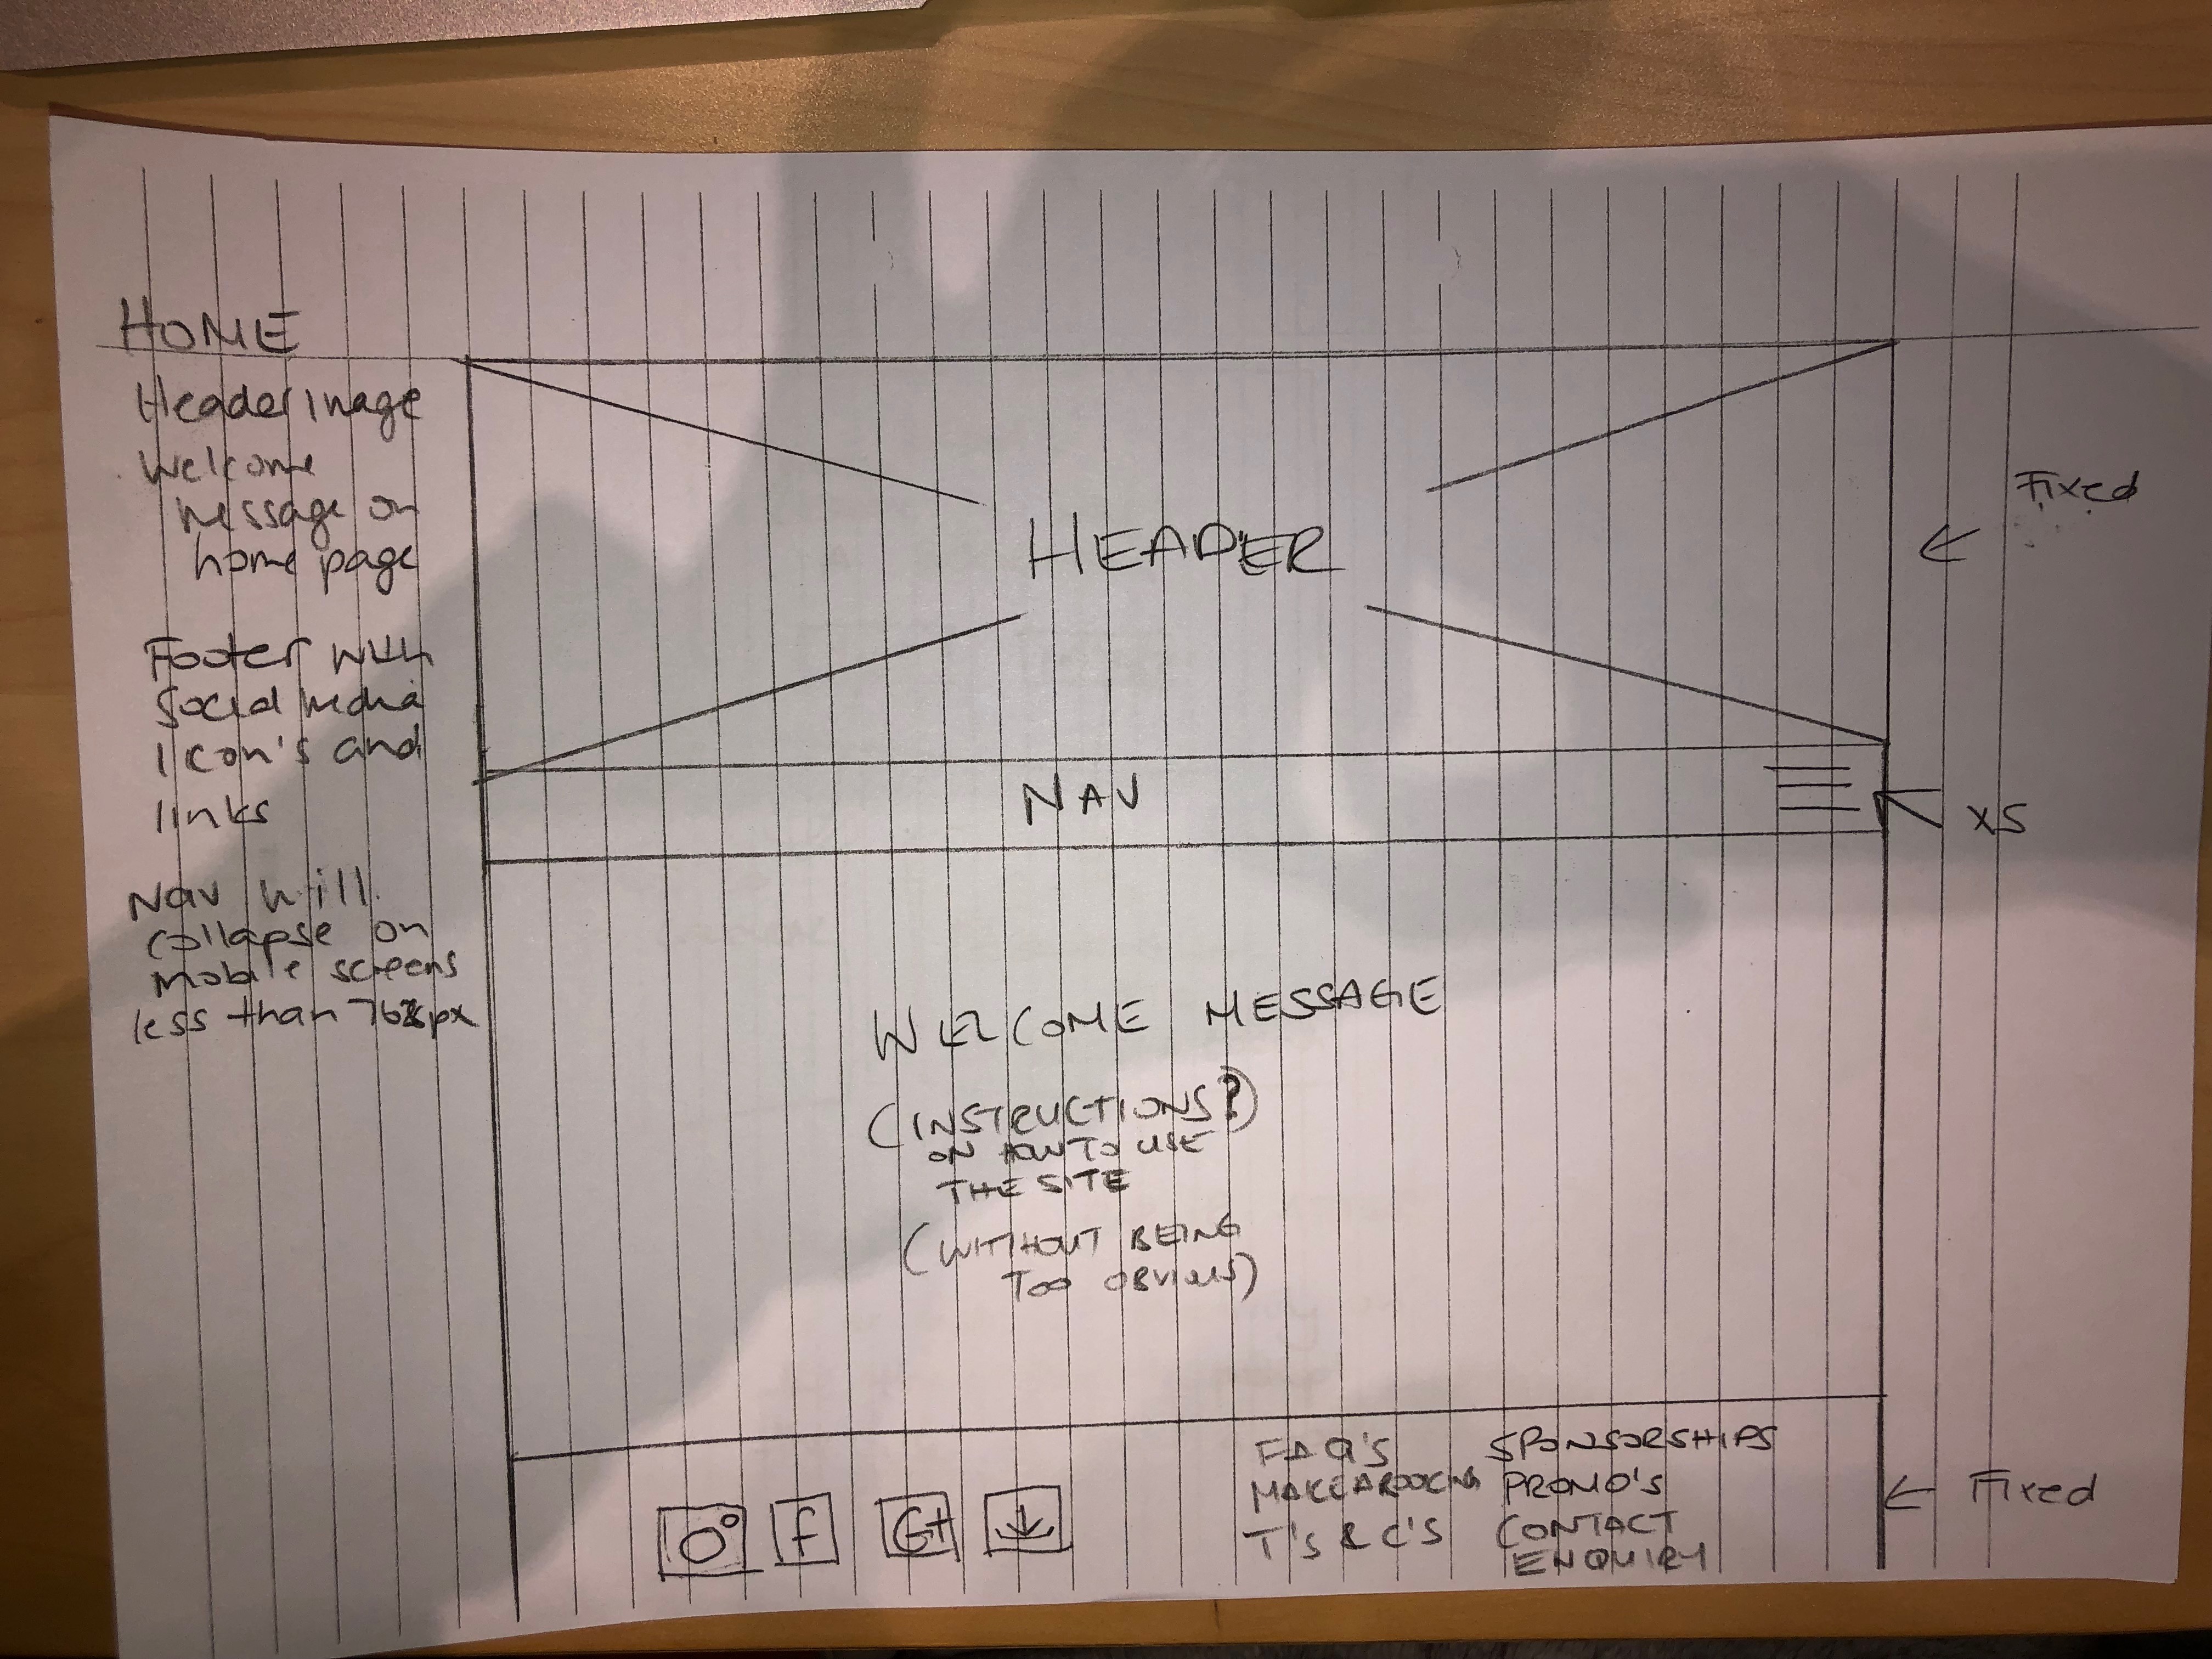 HOME
Header image
Welcome
message on
home page
Footer with
Social media
icon's and
links
Nav will
collapse on
mobile screens
less than 768px
HEADER
← Fixed
NAV
XS
WELCOME MESSAGE
(INSTRUCTIONS?)
ON HOW TO USE
THE SITE
(WITHOUT BEING
TOO OBVIOUS)
f
G+
FAQ'S
MAKE A BOOKING
T'S & C'S
SPONSORSHIPS
PROMO'S
CONTACT
ENQUIRY
← Fixed